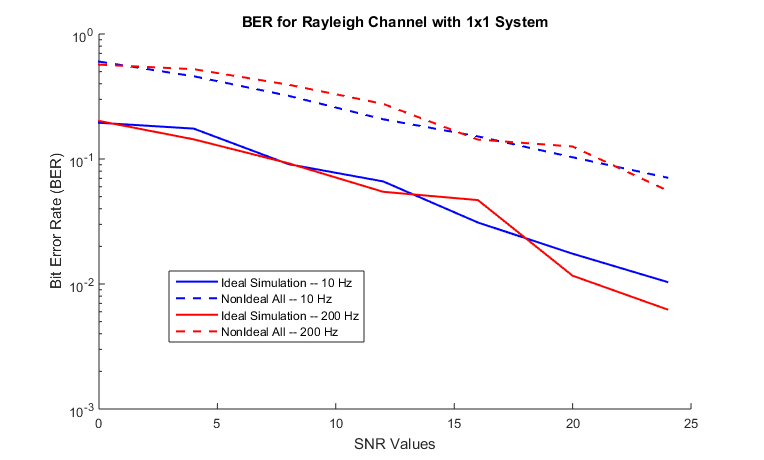 BER for Rayleigh Channel with 1x1 System
10^0
10^-1
10^-2
10^-3
Bit Error Rate (BER)
Ideal Simulation -- 10 Hz
NonIdeal All -- 10 Hz
Ideal Simulation -- 200 Hz
NonIdeal All -- 200 Hz
0 5 10 15 20 25
SNR Values